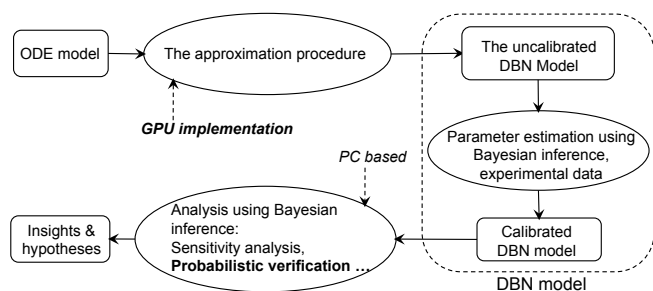 ODE model
The approximation procedure
The uncalibrated
DBN Model
GPU implementation
Parameter estimation using
Bayesian inference,
experimental data
PC based
Insights &
hypotheses
Analysis using Bayesian
inference:
Sensitivity analysis,
Probabilistic verification ...
Calibrated
DBN model
DBN model